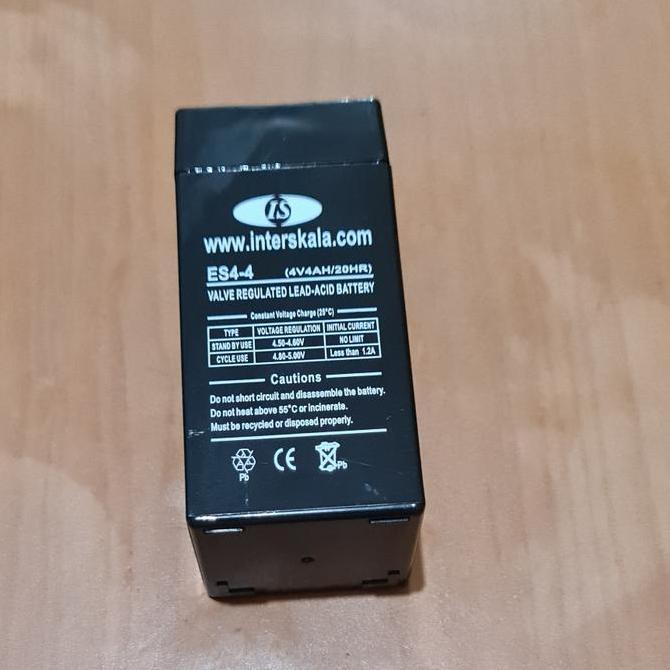 IS
www.interskala.com
ES4-4 (4V4AH/20HR)
VALVE REGULATED LEAD-ACID BATTERY
Constant Voltage Charge (25°C)
TYPE VOLTAGE REGULATION INITIAL CURRENT
STAND BY USE 4.50-4.60V NO LIMIT
CYCLE USE 4.80-5.00V Less than 1.2A
Cautions
Do not short circuit and disassemble the battery.
Do not heat above 55°C or incinerate.
Must be recycled or disposed properly.
Pb CE Pb